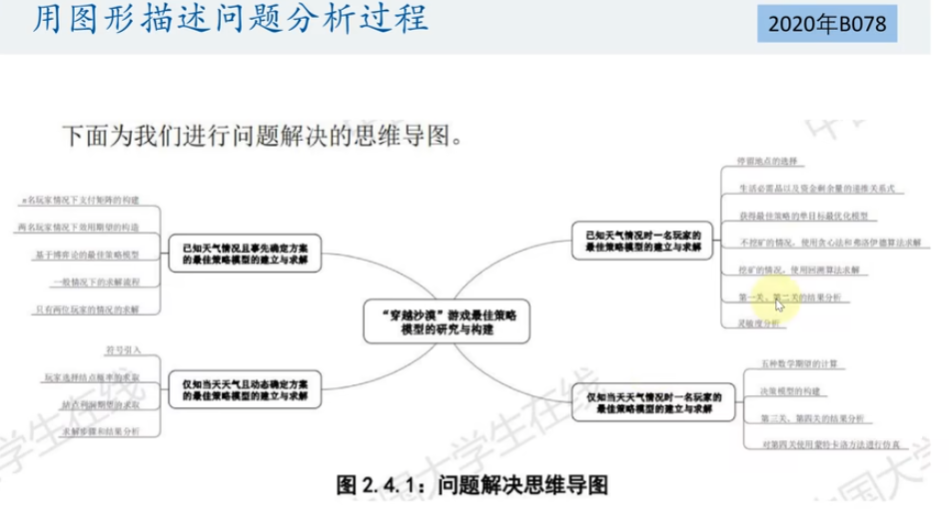 用图形描述问题分析过程
2020年B078
下面为我们进行问题解决的思维导图。
n名玩家情况下支付矩阵的构建
两名玩家情况下效用期望的构造
基于博弈论的最佳策略模型
一般情况下的求解流程
只有两位玩家的情况的求解
已知天气情况且事先确定方案
的最佳策略模型的建立与求解
符号引入
玩家选择结点概率的求取
结点利润期望的求取
求解步骤和结果分析
仅知当天天气且动态确定方案
的最佳策略模型的建立与求解
“穿越沙漠”游戏最佳策略
模型的研究与构建
已知天气情况时一名玩家的
最佳策略模型的建立与求解
停留地点的选择
生活必需品以及资金剩余量的递推关系式
获得最佳策略的单目标最优化模型
不挖矿的情况，使用贪心法和弗洛伊德算法求解
挖矿的情况，使用回溯算法求解
第一关、第二关的结果分析
灵敏度分析
仅知当天天气情况时一名玩家的
最佳策略模型的建立与求解
五种数学期望的计算
决策模型的构建
第三关、第四关的结果分析
对第四关使用蒙特卡洛方法进行仿真
图2.4.1：问题解决思维导图
学生在线
中国大学生在线
中国大学